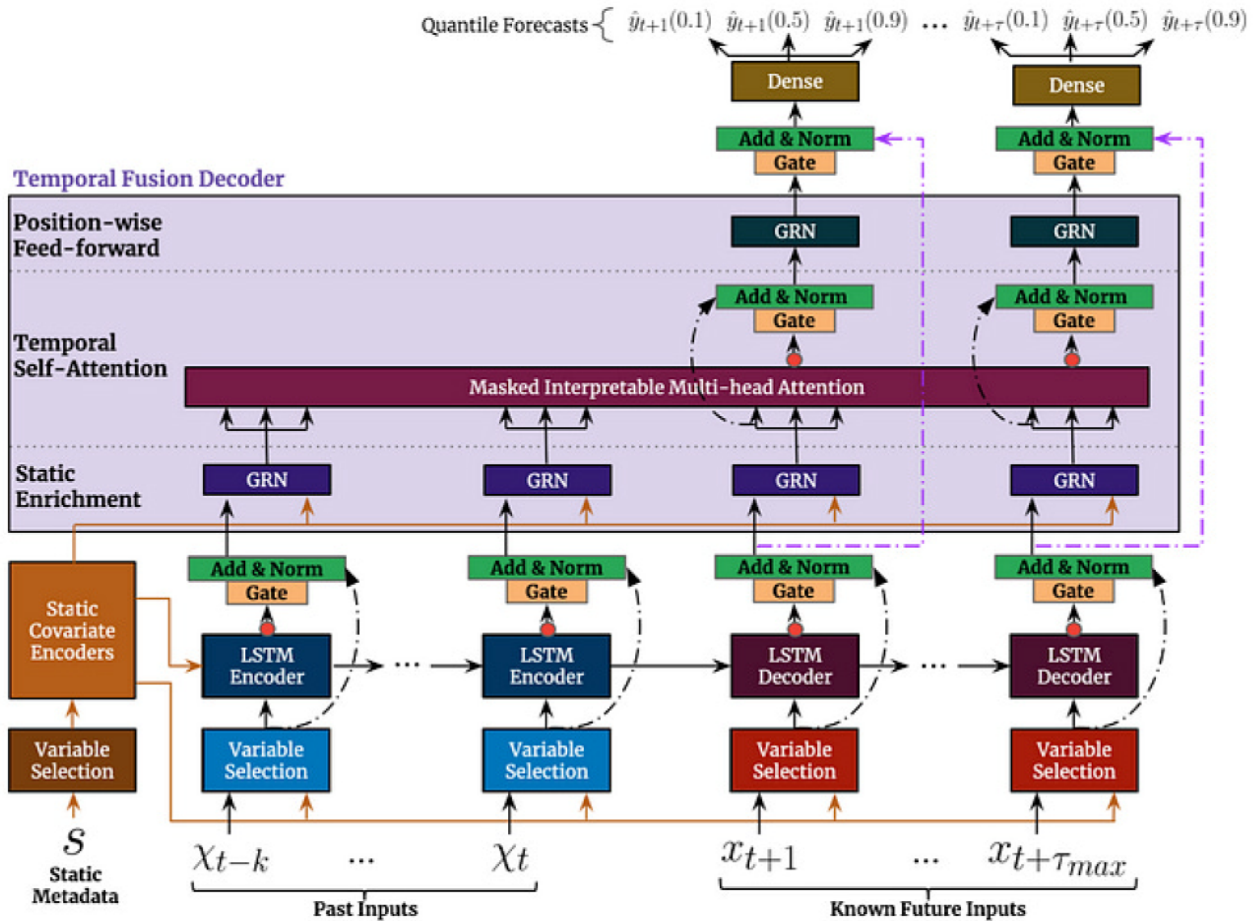 Quantile Forecasts { ŷt+1(0.1) ŷt+1(0.5) ŷt+1(0.9) ... ŷt+τ(0.1) ŷt+τ(0.5) ŷt+τ(0.9)
Dense Dense
Add & Norm Add & Norm
Gate Gate
Temporal Fusion Decoder
Position-wise
Feed-forward
GRN GRN
Add & Norm Add & Norm
Gate Gate
Temporal
Self-Attention
Masked Interpretable Multi-head Attention
Static
Enrichment
GRN GRN GRN GRN
Add & Norm Add & Norm Add & Norm Add & Norm
Gate Gate Gate Gate
Static
Covariate
Encoders
LSTM
Encoder
...
LSTM
Encoder
LSTM
Decoder
...
LSTM
Decoder
Variable
Selection
Variable
Selection
Variable
Selection
Variable
Selection
Variable
Selection
s χt−k ... χt xt+1 ... xt+τmax
Static
Metadata
Past Inputs
Known Future Inputs